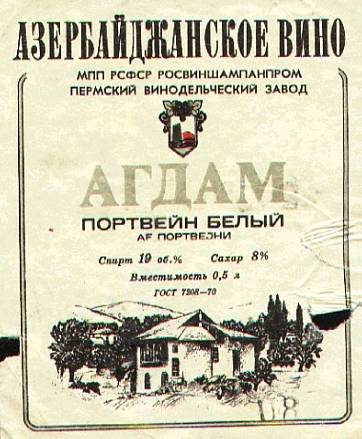 АЗЕРБАЙДЖАНСКОЕ ВИНО
МПП РСФСР РОСВИНШАМПАНПРОМ
ПЕРМСКИЙ ВИНОДЕЛЬЧЕСКИЙ ЗАВОД
АГДАМ
ПОРТВЕЙН БЕЛЫЙ
АҒ ПОРТВЕЈНИ
Спирт 19 об.% Сахар 8%
Вместимость 0,5 л
ГОСТ 7208—70